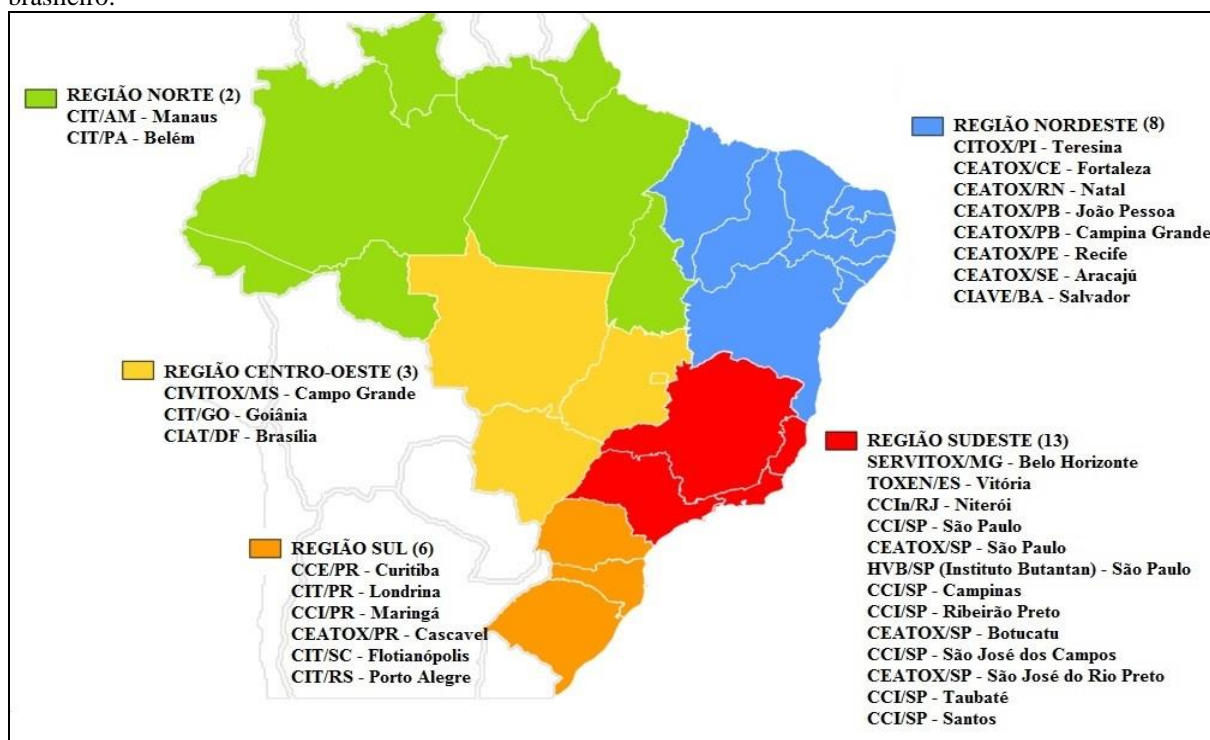 brasileiro.
REGIÃO NORTE (2)
CIT/AM - Manaus
CIT/PA - Belém
REGIÃO NORDESTE (8)
CITOX/PI - Teresina
CEATOX/CE - Fortaleza
CEATOX/RN - Natal
CEATOX/PB - João Pessoa
CEATOX/PB - Campina Grande
CEATOX/PE - Recife
CEATOX/SE - Aracajú
CIAVE/BA - Salvador
REGIÃO CENTRO-OESTE (3)
CIVITOX/MS - Campo Grande
CIT/GO - Goiânia
CIAT/DF - Brasília
REGIÃO SUDESTE (13)
SERVITOX/MG - Belo Horizonte
TOXEN/ES - Vitória
CCIn/RJ - Niterói
CCI/SP - São Paulo
CEATOX/SP - São Paulo
HVB/SP (Instituto Butantan) - São Paulo
CCI/SP - Campinas
CCI/SP - Ribeirão Preto
CEATOX/SP - Botucatu
CCI/SP - São José dos Campos
CEATOX/SP - São José do Rio Preto
CCI/SP - Taubaté
CCI/SP - Santos
REGIÃO SUL (6)
CCE/PR - Curitiba
CIT/PR - Londrina
CCI/PR - Maringá
CEATOX/PR - Cascavel
CIT/SC - Flotianópolis
CIT/RS - Porto Alegre